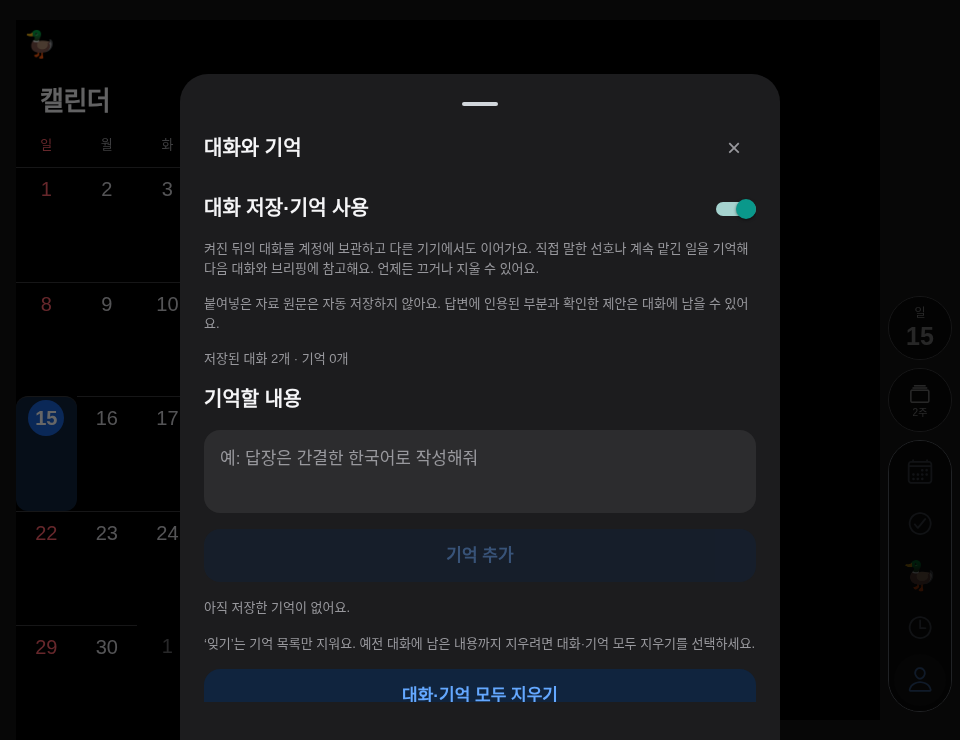 캘린더
일 월 화
1 2 3
8 9 10
15 16 17
22 23 24
29 30 1
대화와 기억
×
대화 저장·기억 사용
켜진 뒤의 대화를 계정에 보관하고 다른 기기에서도 이어가요. 직접 말한 선호나 계속 맡긴 일을 기억해
다음 대화와 브리핑에 참고해요. 언제든 끄거나 지울 수 있어요.
붙여넣은 자료 원문은 자동 저장하지 않아요. 답변에 인용된 부분과 확인한 제안은 대화에 남을 수 있어
요.
저장된 대화 2개 · 기억 0개
기억할 내용
예: 답장은 간결한 한국어로 작성해줘
기억 추가
아직 저장한 기억이 없어요.
‘잊기’는 기억 목록만 지워요. 예전 대화에 남은 내용까지 지우려면 대화·기억 모두 지우기를 선택하세요.
대화·기억 모두 지우기
일
15
2주